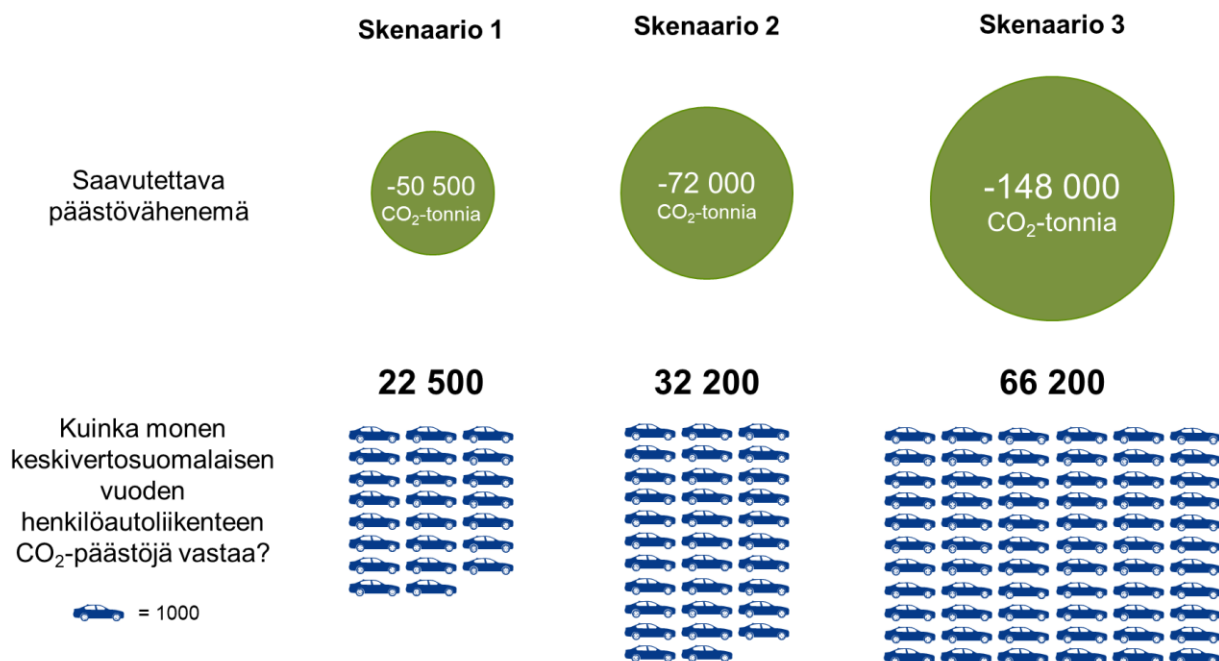 Skenaario 1
Skenaario 2
Skenaario 3
Saavutettava
päästövähenemä
-50 500
CO₂-tonnia
-72 000
CO₂-tonnia
-148 000
CO₂-tonnia
22 500
32 200
66 200
Kuinka monen
keskivertosuomalaisen
vuoden
henkilöautoliikenteen
CO₂-päästöjä vastaa?
= 1000